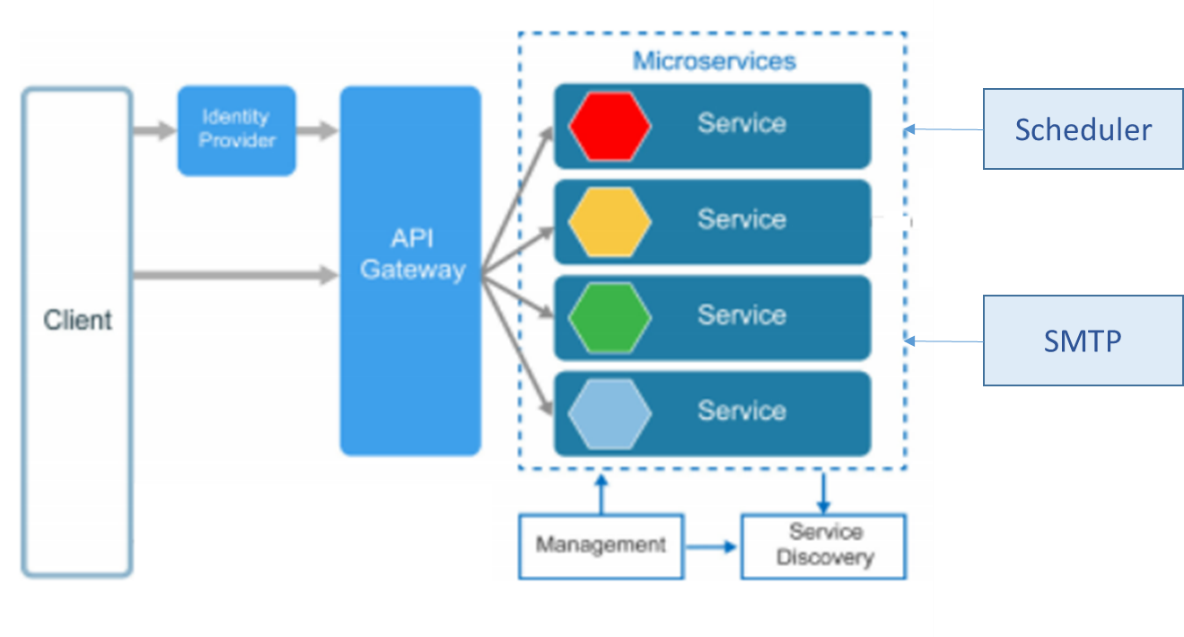 Microservices
Client
Identity
Provider
API
Gateway
Service
Service
Service
Service
Scheduler
SMTP
Management
Service
Discovery